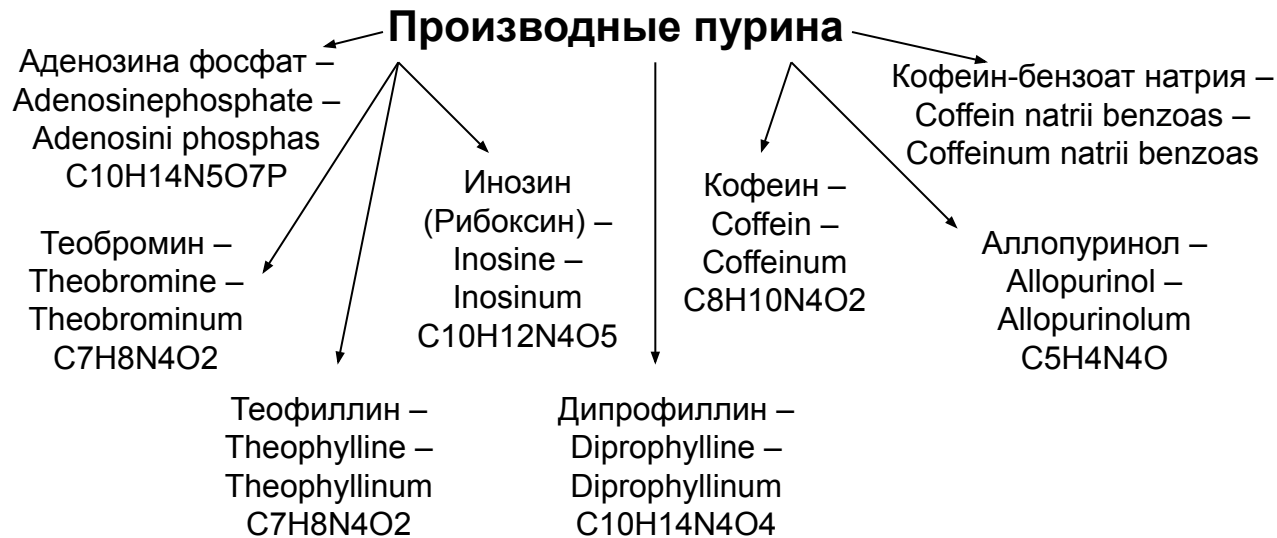 Производные пурина
Аденозина фосфат –
Adenosinephosphate –
Adenosini phosphas
C10H14N5O7P
Кофеин-бензоат натрия –
Coffein natrii benzoas –
Coffeinum natrii benzoas
Теобромин –
Theobromine –
Theobrominum
C7H8N4O2
Инозин
(Рибоксин) –
Inosine –
Inosinum
C10H12N4O5
Кофеин –
Coffein –
Coffeinum
C8H10N4O2
Аллопуринол –
Allopurinol –
Allopurinolum
C5H4N4O
Теофиллин –
Theophylline –
Theophyllinum
C7H8N4O2
Дипрофиллин –
Diprophylline –
Diprophyllinum
C10H14N4O4